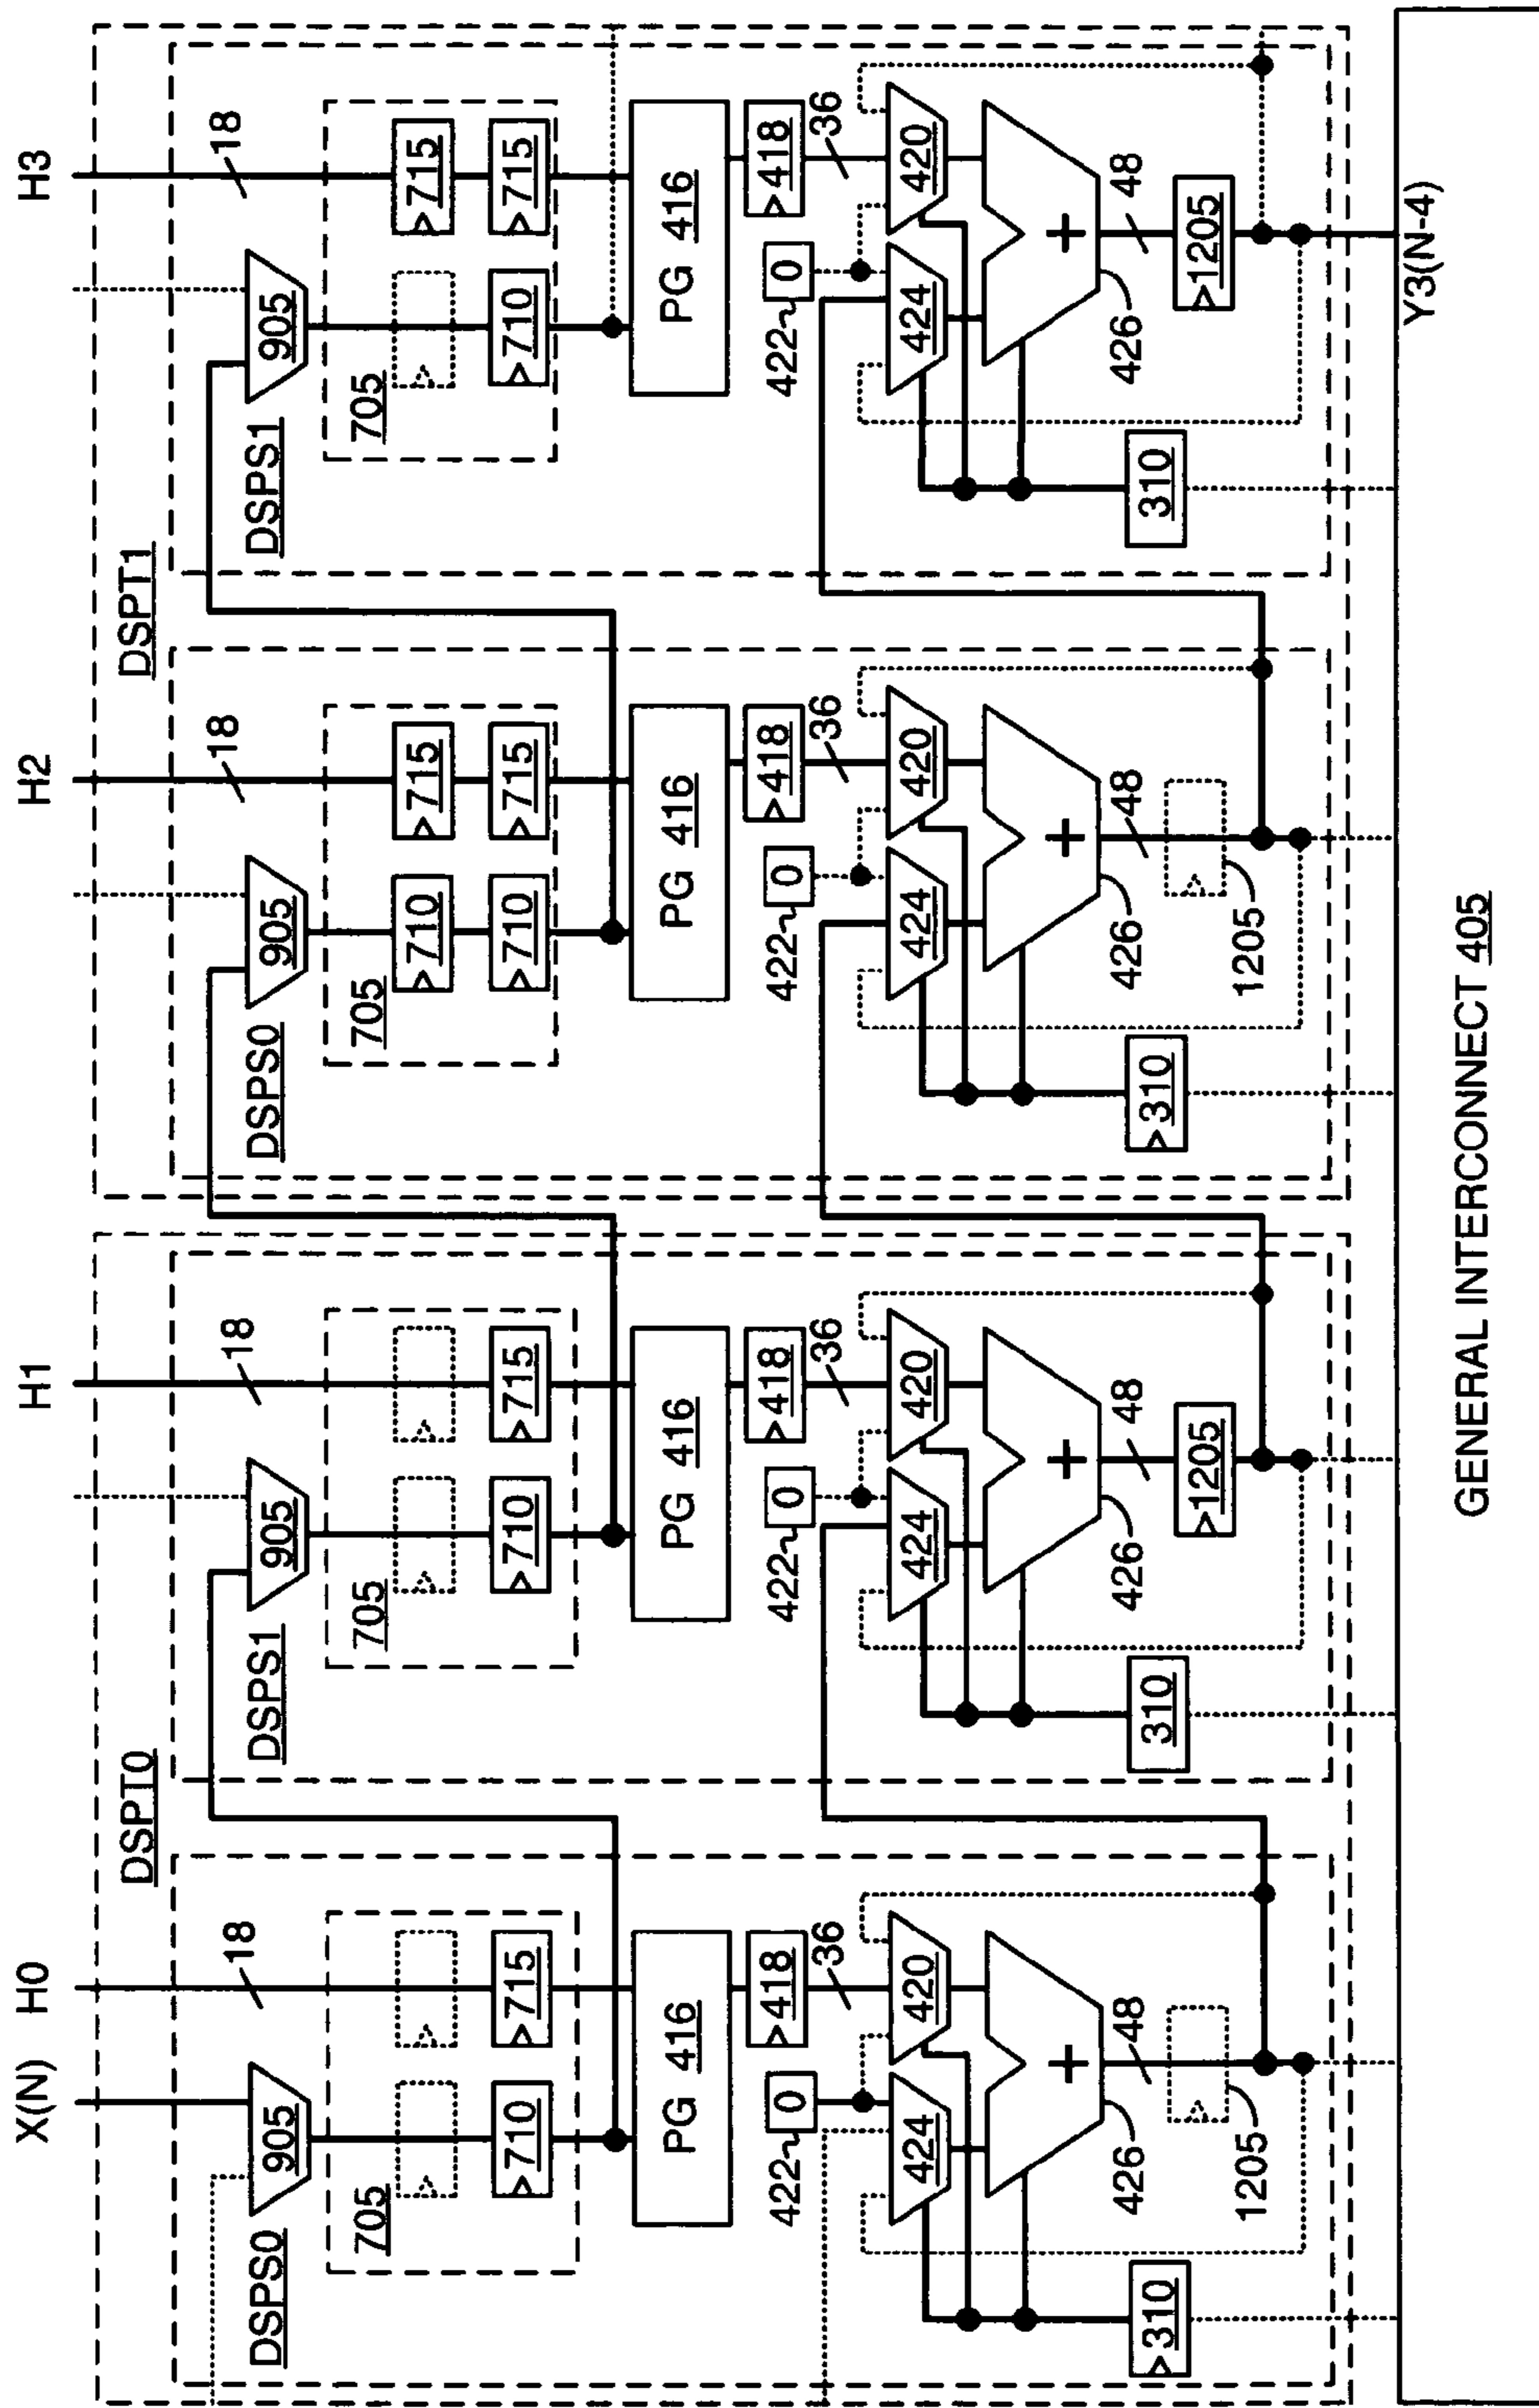 X(N) H0 H1 H2 H3
DSPT0 DSPT1
18 18 18 18
905 905 905 905
DSPS0 DSPS1 DSPS0 DSPS1
>715 >715
>710
705 705 705 705
>710 >715 >710 >715 >710 >715 >710 >715
PG 416 PG 416 PG 416 PG 416
>418 >418 >418 >418
422 0 422 0 422 0 422 0
36 36 36 36
424 420 424 420 424 420 424 420
+ + + +
426 426 426 426
48 48 48 48
>310 310 >310 310
1205 >1205 1205 >1205
Y3(N-4)
GENERAL INTERCONNECT 405